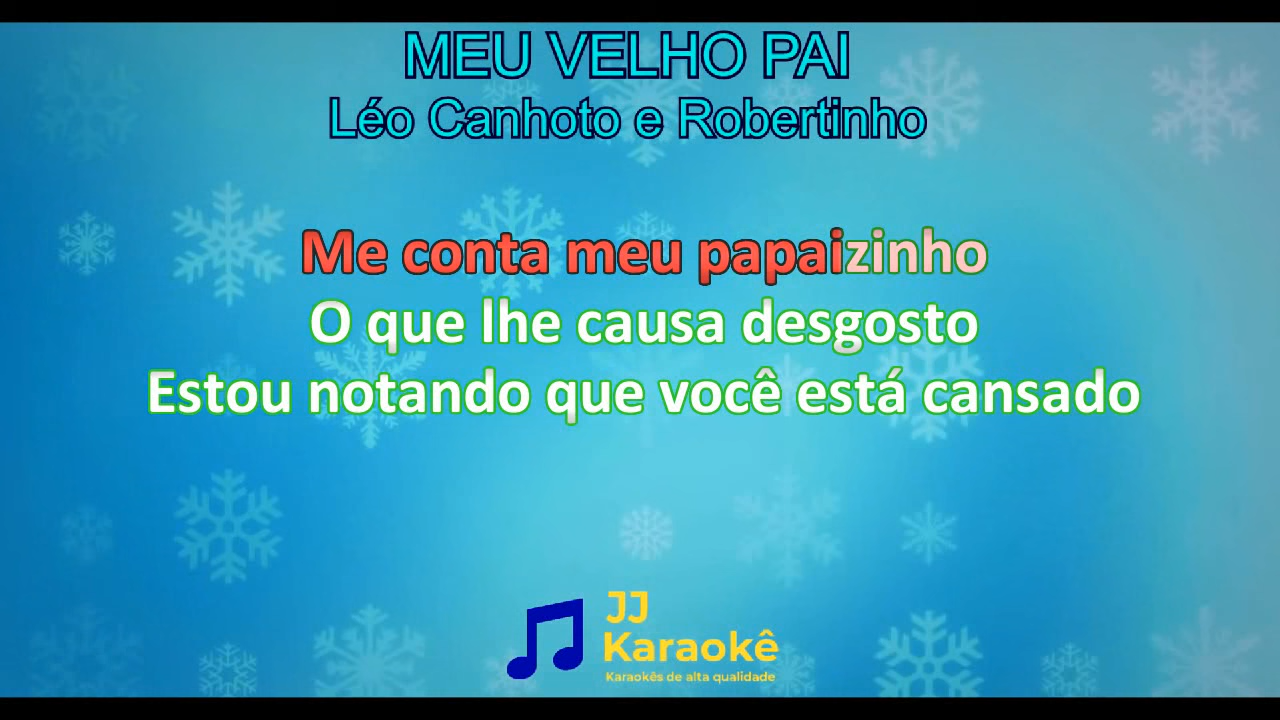 MEU VELHO PAI
Léo Canhoto e Robertinho
Me conta meu papaizinho
O que lhe causa desgosto
Estou notando que você está cansado
JJ
Karaokê
Karaokês de alta qualidade